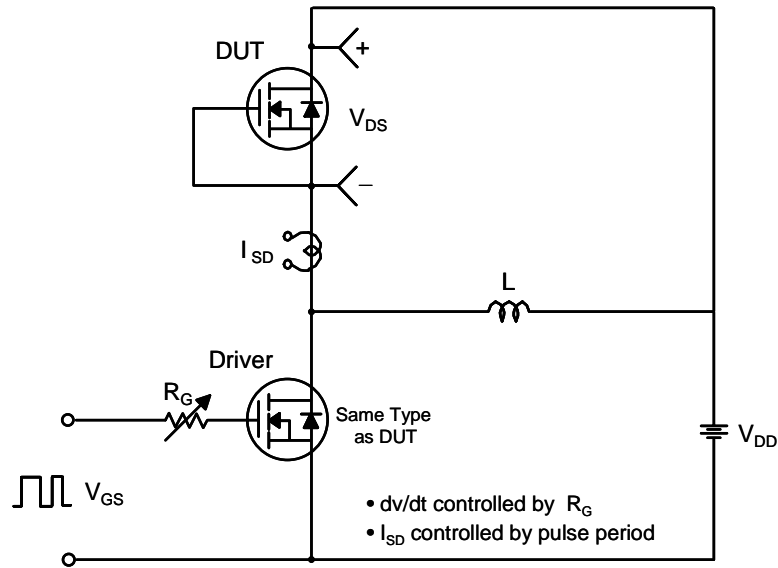 DUT
+
V_DS
−
I_SD
L
Driver
R_G
Same Type
as DUT
V_DD
V_GS
• dv/dt controlled by R_G
• I_SD controlled by pulse period